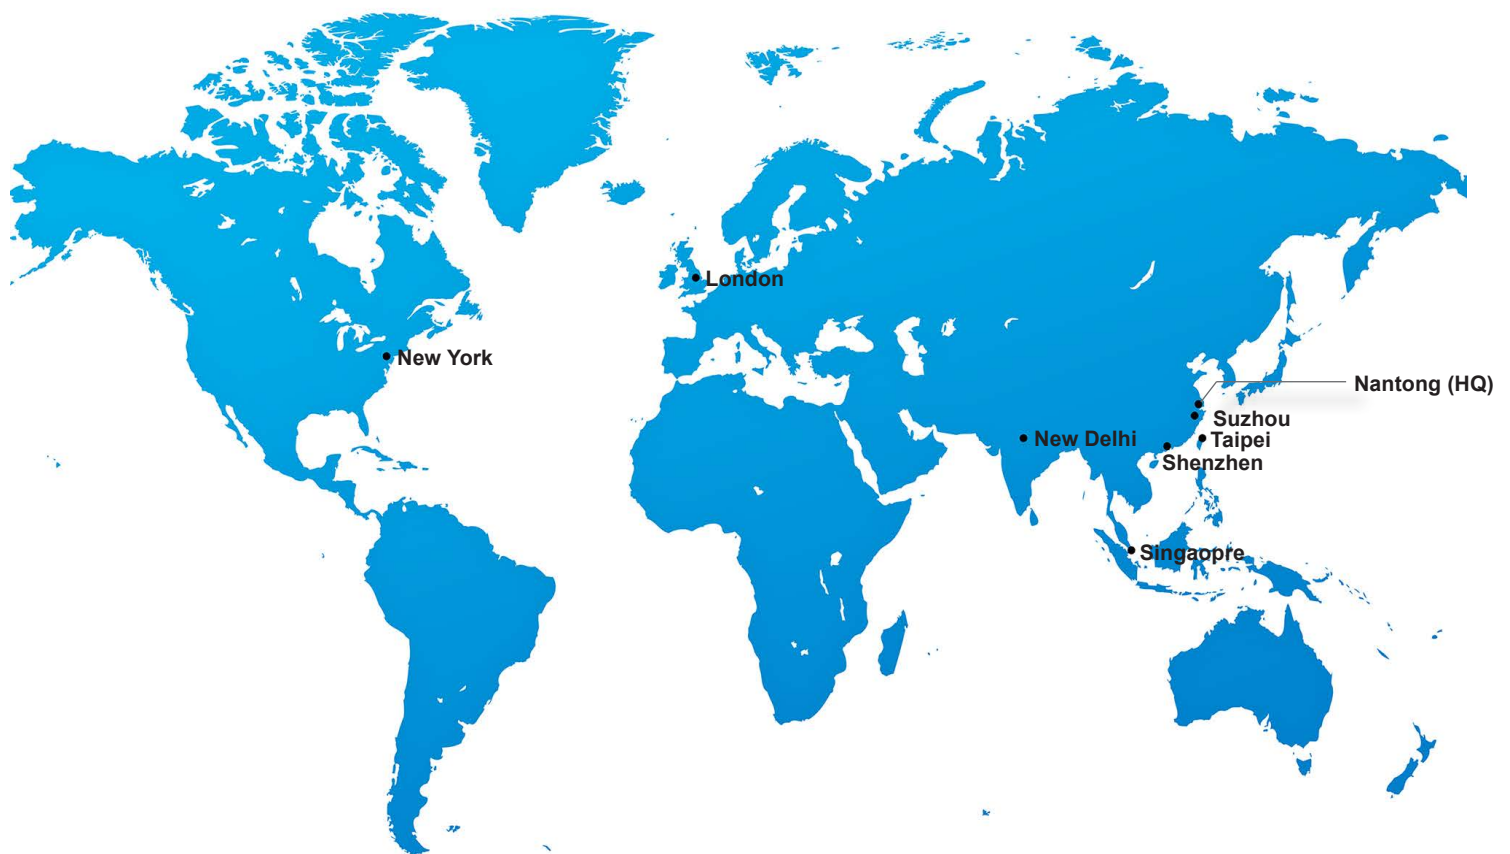 London
New York
Nantong (HQ)
Suzhou
New Delhi
Taipei
Shenzhen
Singaopre